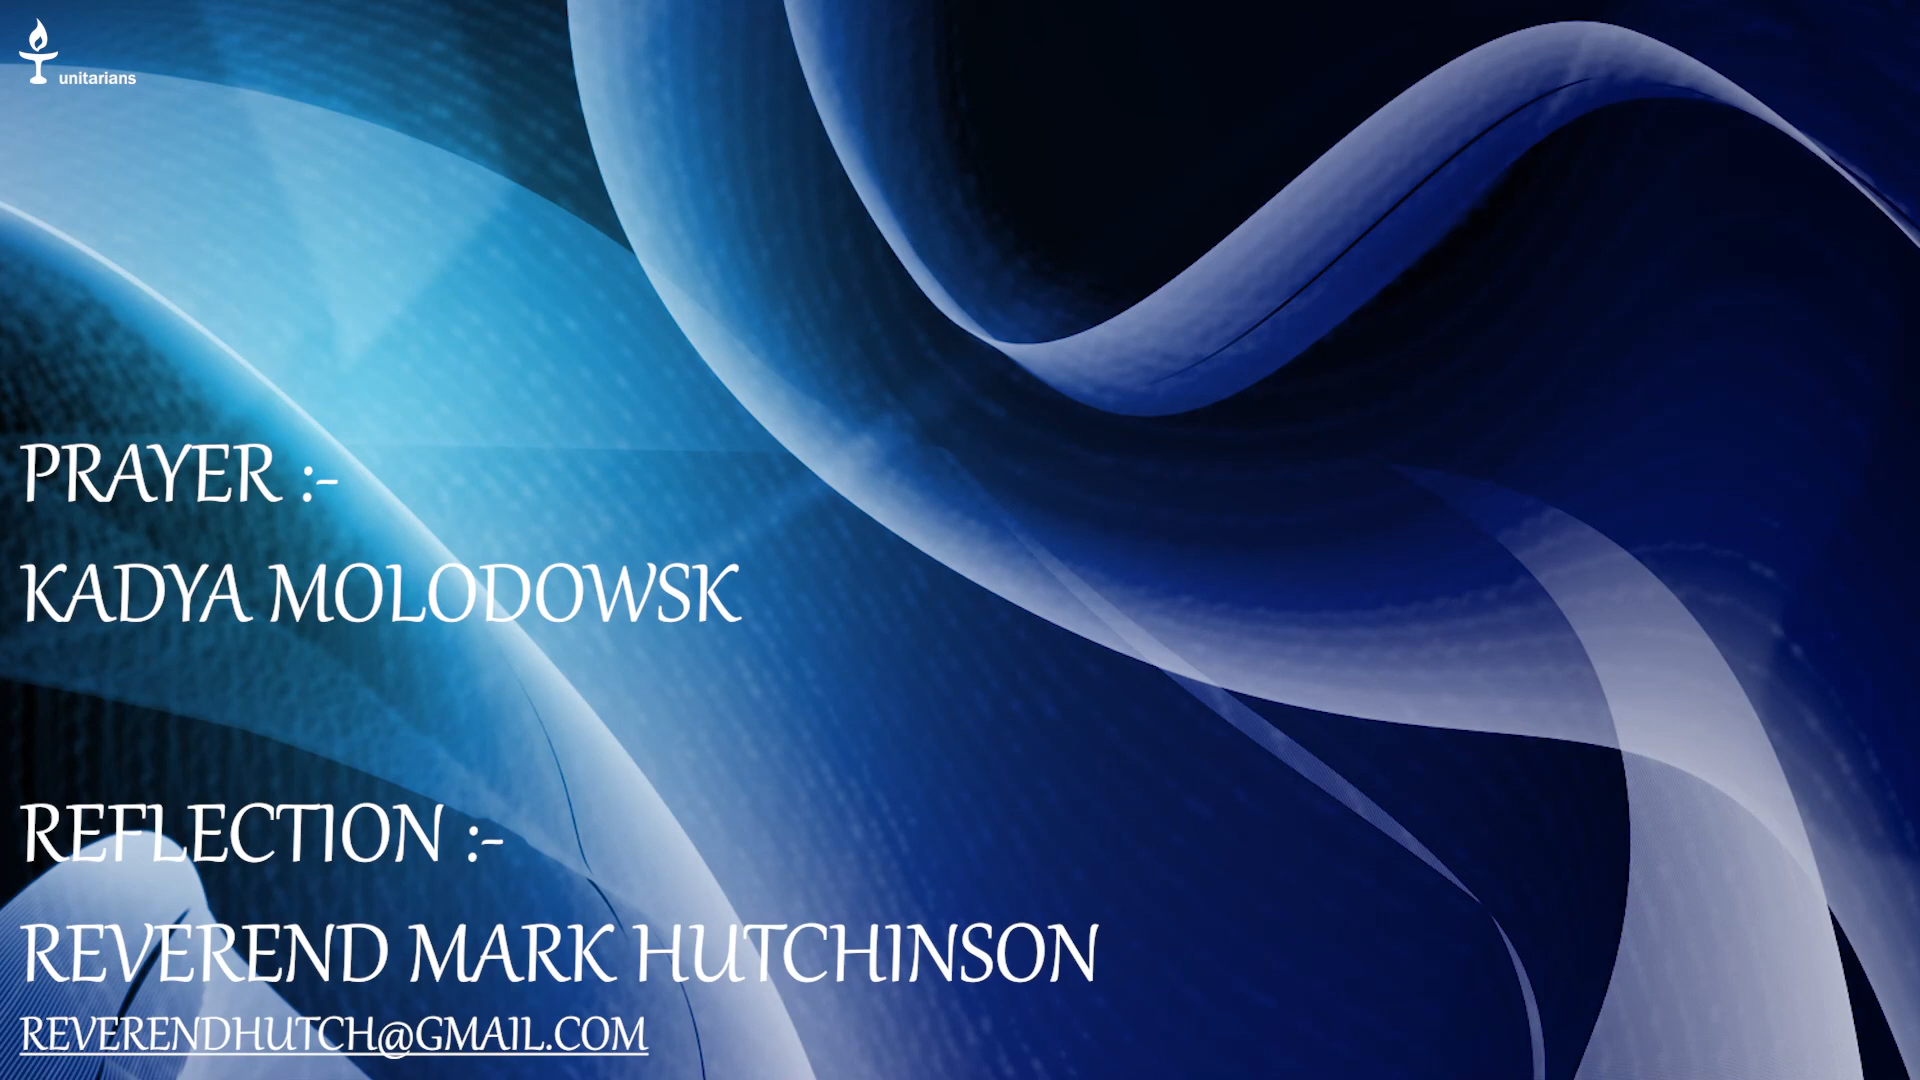 unitarians
PRAYER :-
KADYA MOLODOWSK
REFLECTION :-
REVEREND MARK HUTCHINSON
REVERENDHUTCH@GMAIL.COM